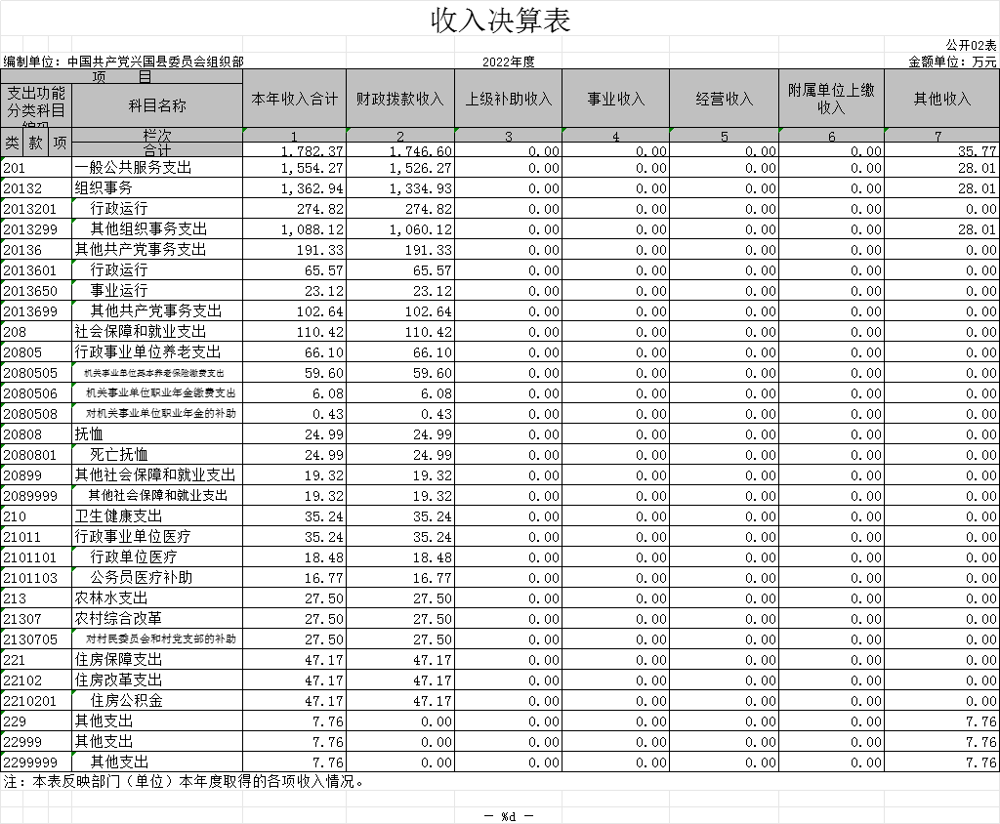 收入决算表
公开02表
编制单位：中国共产党兴国县委员会组织部 2022年度 金额单位：万元
项 目 本年收入合计 财政拨款收入 上级补助收入 事业收入 经营收入 附属单位上缴收入 其他收入
支出功能分类科目编码 科目名称
类 款 项 栏次 1 2 3 4 5 6 7
合计 1,782.37 1,746.60 0.00 0.00 0.00 0.00 35.77
201 一般公共服务支出 1,554.27 1,526.27 0.00 0.00 0.00 0.00 28.01
20132 组织事务 1,362.94 1,334.93 0.00 0.00 0.00 0.00 28.01
2013201 行政运行 274.82 274.82 0.00 0.00 0.00 0.00 0.00
2013299 其他组织事务支出 1,088.12 1,060.12 0.00 0.00 0.00 0.00 28.01
20136 其他共产党事务支出 191.33 191.33 0.00 0.00 0.00 0.00 0.00
2013601 行政运行 65.57 65.57 0.00 0.00 0.00 0.00 0.00
2013650 事业运行 23.12 23.12 0.00 0.00 0.00 0.00 0.00
2013699 其他共产党事务支出 102.64 102.64 0.00 0.00 0.00 0.00 0.00
208 社会保障和就业支出 110.42 110.42 0.00 0.00 0.00 0.00 0.00
20805 行政事业单位养老支出 66.10 66.10 0.00 0.00 0.00 0.00 0.00
2080505 机关事业单位基本养老保险缴费支出 59.60 59.60 0.00 0.00 0.00 0.00 0.00
2080506 机关事业单位职业年金缴费支出 6.08 6.08 0.00 0.00 0.00 0.00 0.00
2080508 对机关事业单位职业年金的补助 0.43 0.43 0.00 0.00 0.00 0.00 0.00
20808 抚恤 24.99 24.99 0.00 0.00 0.00 0.00 0.00
2080801 死亡抚恤 24.99 24.99 0.00 0.00 0.00 0.00 0.00
20899 其他社会保障和就业支出 19.32 19.32 0.00 0.00 0.00 0.00 0.00
2089999 其他社会保障和就业支出 19.32 19.32 0.00 0.00 0.00 0.00 0.00
210 卫生健康支出 35.24 35.24 0.00 0.00 0.00 0.00 0.00
21011 行政事业单位医疗 35.24 35.24 0.00 0.00 0.00 0.00 0.00
2101101 行政单位医疗 18.48 18.48 0.00 0.00 0.00 0.00 0.00
2101103 公务员医疗补助 16.77 16.77 0.00 0.00 0.00 0.00 0.00
213 农林水支出 27.50 27.50 0.00 0.00 0.00 0.00 0.00
21307 农村综合改革 27.50 27.50 0.00 0.00 0.00 0.00 0.00
2130705 对村民委员会和村党支部的补助 27.50 27.50 0.00 0.00 0.00 0.00 0.00
221 住房保障支出 47.17 47.17 0.00 0.00 0.00 0.00 0.00
22102 住房改革支出 47.17 47.17 0.00 0.00 0.00 0.00 0.00
2210201 住房公积金 47.17 47.17 0.00 0.00 0.00 0.00 0.00
229 其他支出 7.76 0.00 0.00 0.00 0.00 0.00 7.76
22999 其他支出 7.76 0.00 0.00 0.00 0.00 0.00 7.76
2299999 其他支出 7.76 0.00 0.00 0.00 0.00 0.00 7.76
注：本表反映部门（单位）本年度取得的各项收入情况。
— %d —